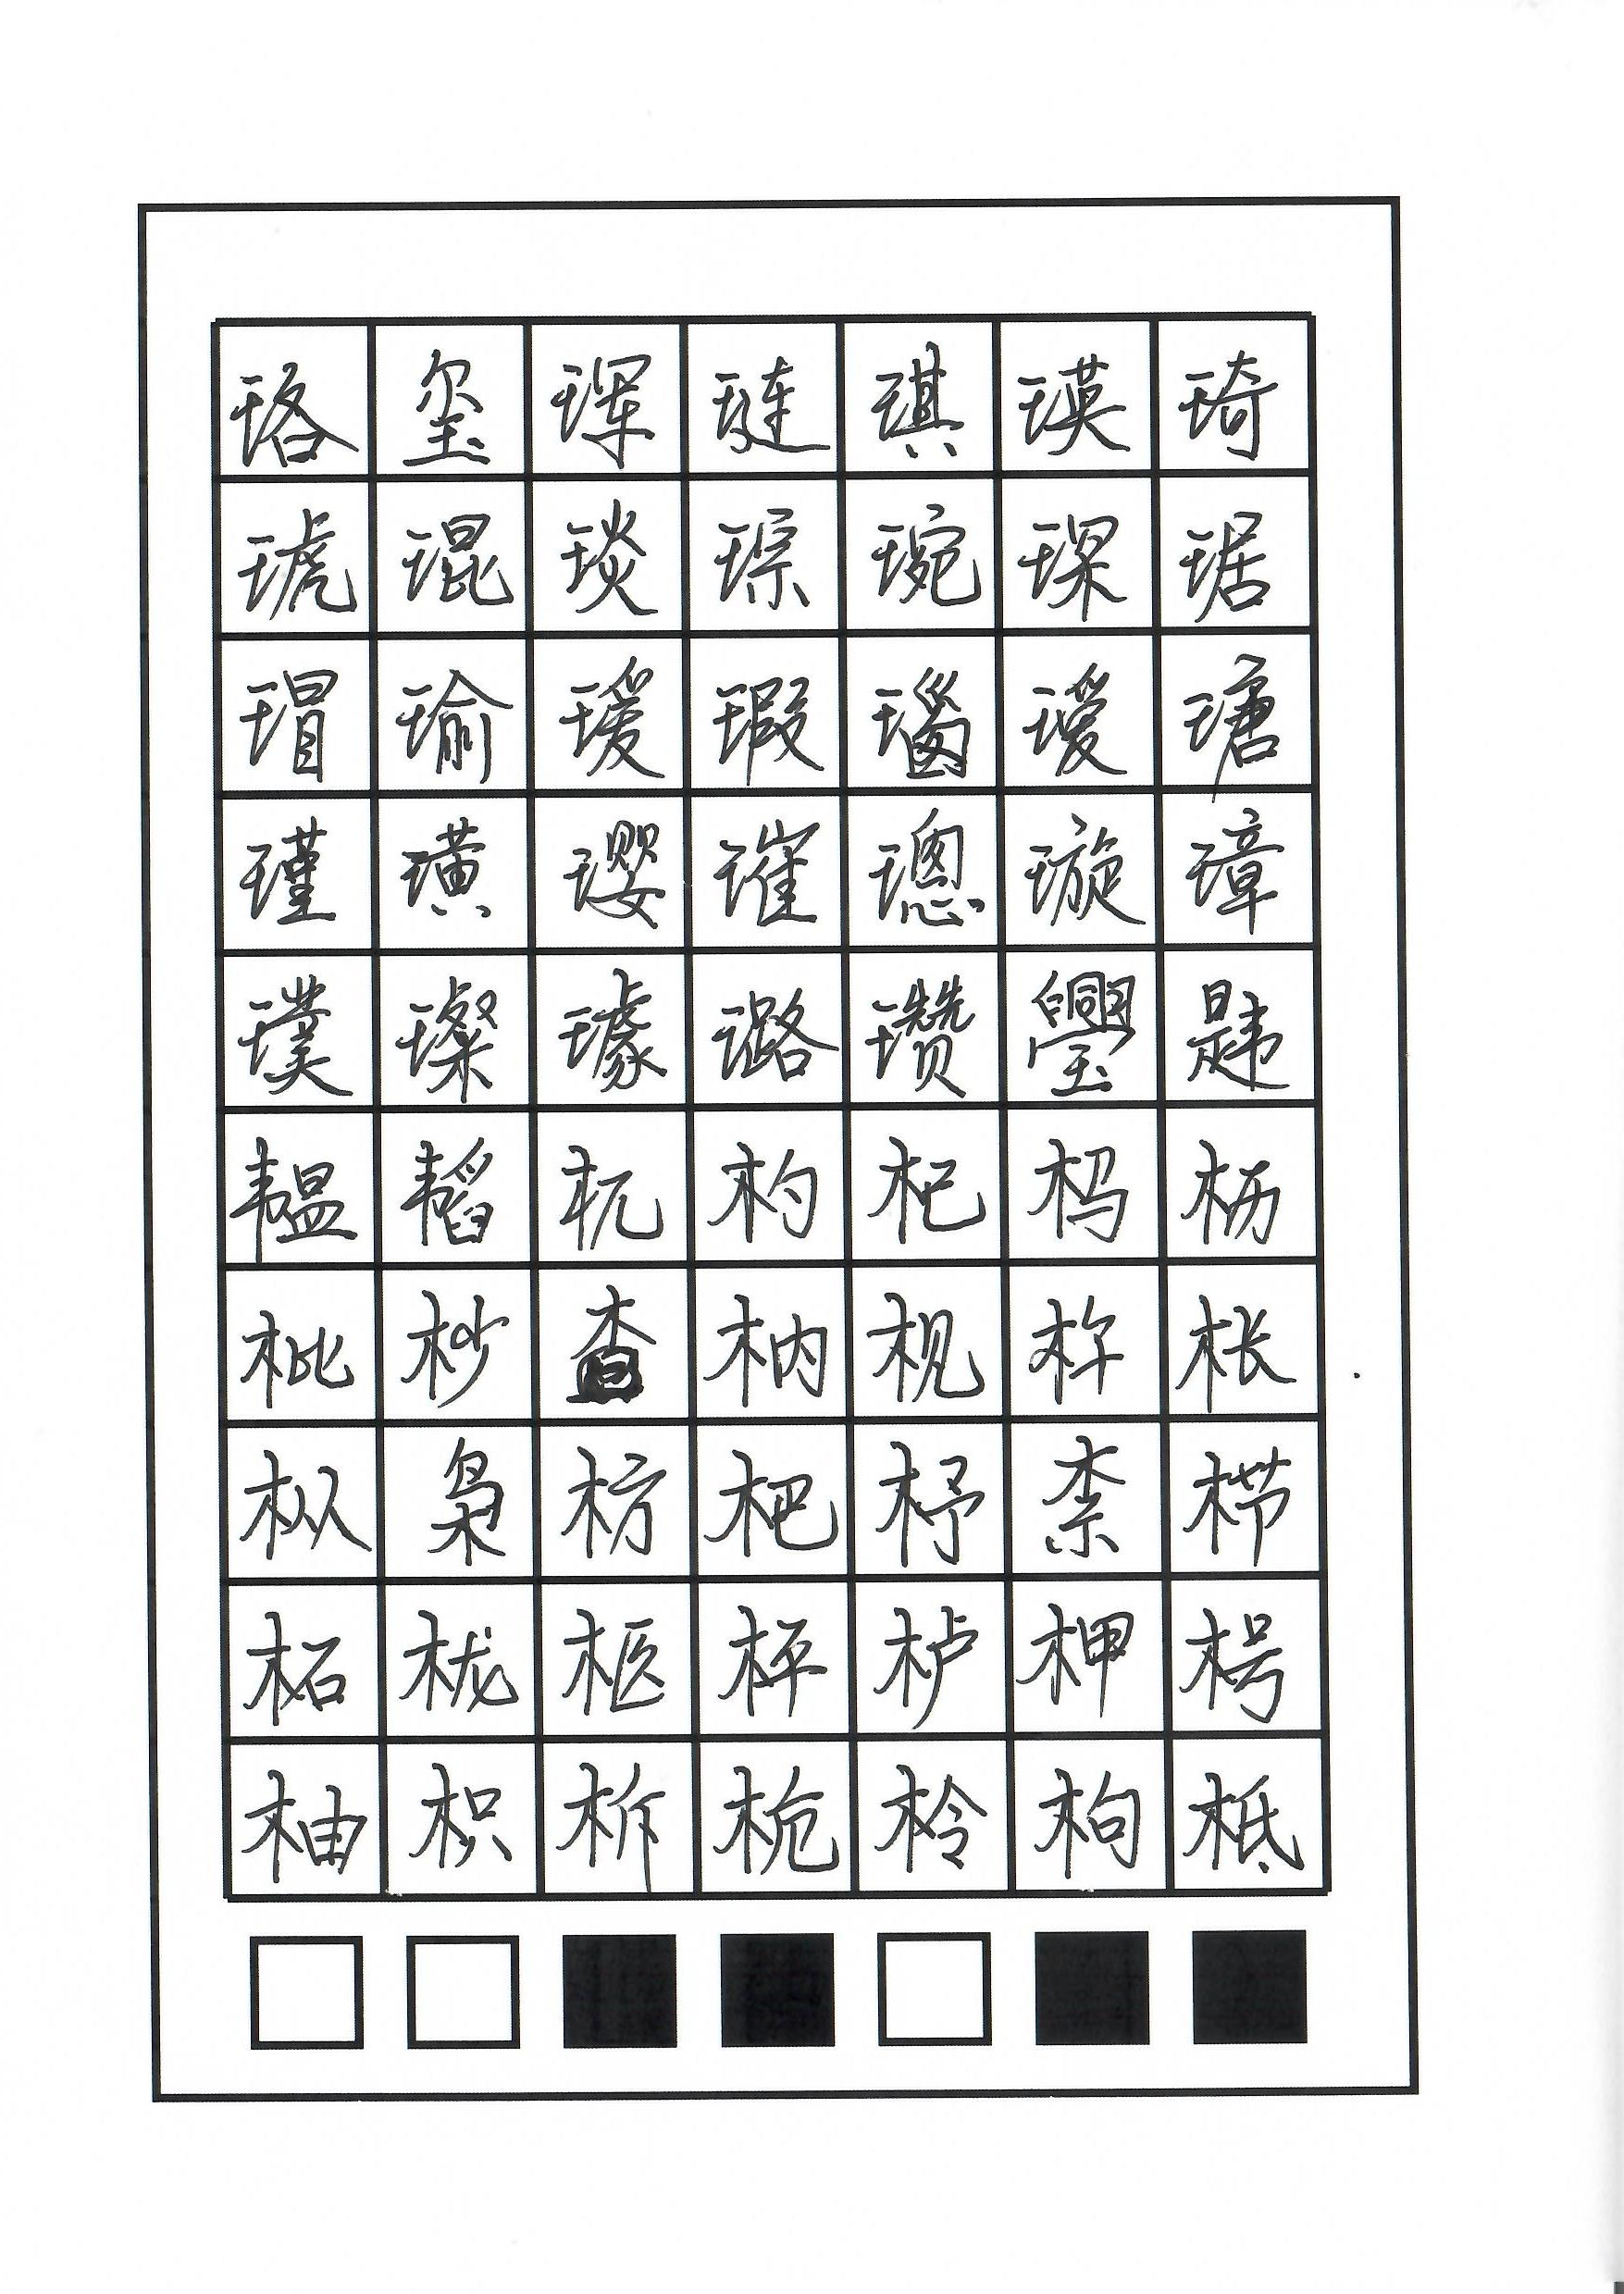 珞玺珲琏琪瑛琦
琥琨琰琮琬琛琚
瑁瑜瑗瑕瑙瑷瑭
瑾璜璎璀璁璇璋
璞璨璩璐瓒璺韪
韫韬杌杓杞杩枥
枇杪杳枘枧杵枨
枞枭枋杷杼柰栉
柘栊柩枰栌柙枵
柚枳柝栀柃枸柢